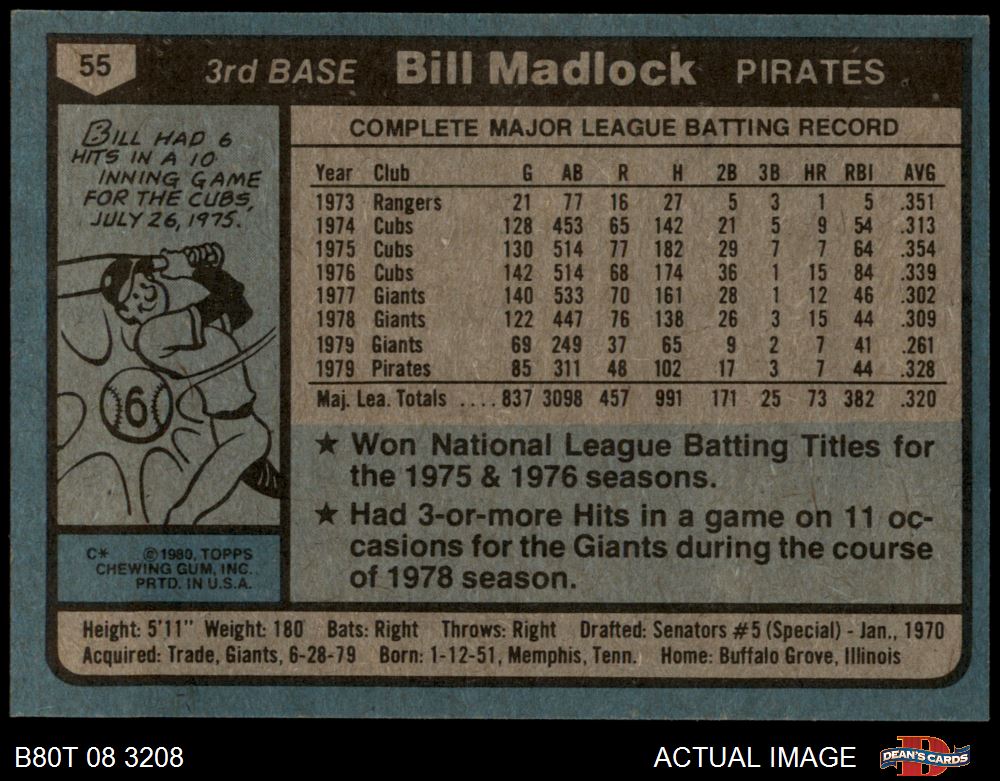 55 3rd BASE Bill Madlock PIRATES
BILL HAD 6
HITS IN A 10
INNING GAME
FOR THE CUBS,
JULY 26, 1975.
6
C* ©1980, TOPPS
CHEWING GUM, INC.
PRTD. IN U.S.A.
COMPLETE MAJOR LEAGUE BATTING RECORD
Year Club G AB R H 2B 3B HR RBI AVG
1973 Rangers 21 77 16 27 5 3 1 5 .351
1974 Cubs 128 453 65 142 21 5 9 54 .313
1975 Cubs 130 514 77 182 29 7 7 64 .354
1976 Cubs 142 514 68 174 36 1 15 84 .339
1977 Giants 140 533 70 161 28 1 12 46 .302
1978 Giants 122 447 76 138 26 3 15 44 .309
1979 Giants 69 249 37 65 9 2 7 41 .261
1979 Pirates 85 311 48 102 17 3 7 44 .328
Maj. Lea. Totals .... 837 3098 457 991 171 25 73 382 .320
★ Won National League Batting Titles for
the 1975 & 1976 seasons.
★ Had 3-or-more Hits in a game on 11 oc-
casions for the Giants during the course
of 1978 season.
Height: 5'11" Weight: 180 Bats: Right Throws: Right Drafted: Senators #5 (Special) - Jan., 1970
Acquired: Trade, Giants, 6-28-79 Born: 1-12-51, Memphis, Tenn. Home: Buffalo Grove, Illinois
B80T 08 3208 ACTUAL IMAGE DEAN'S CARDS